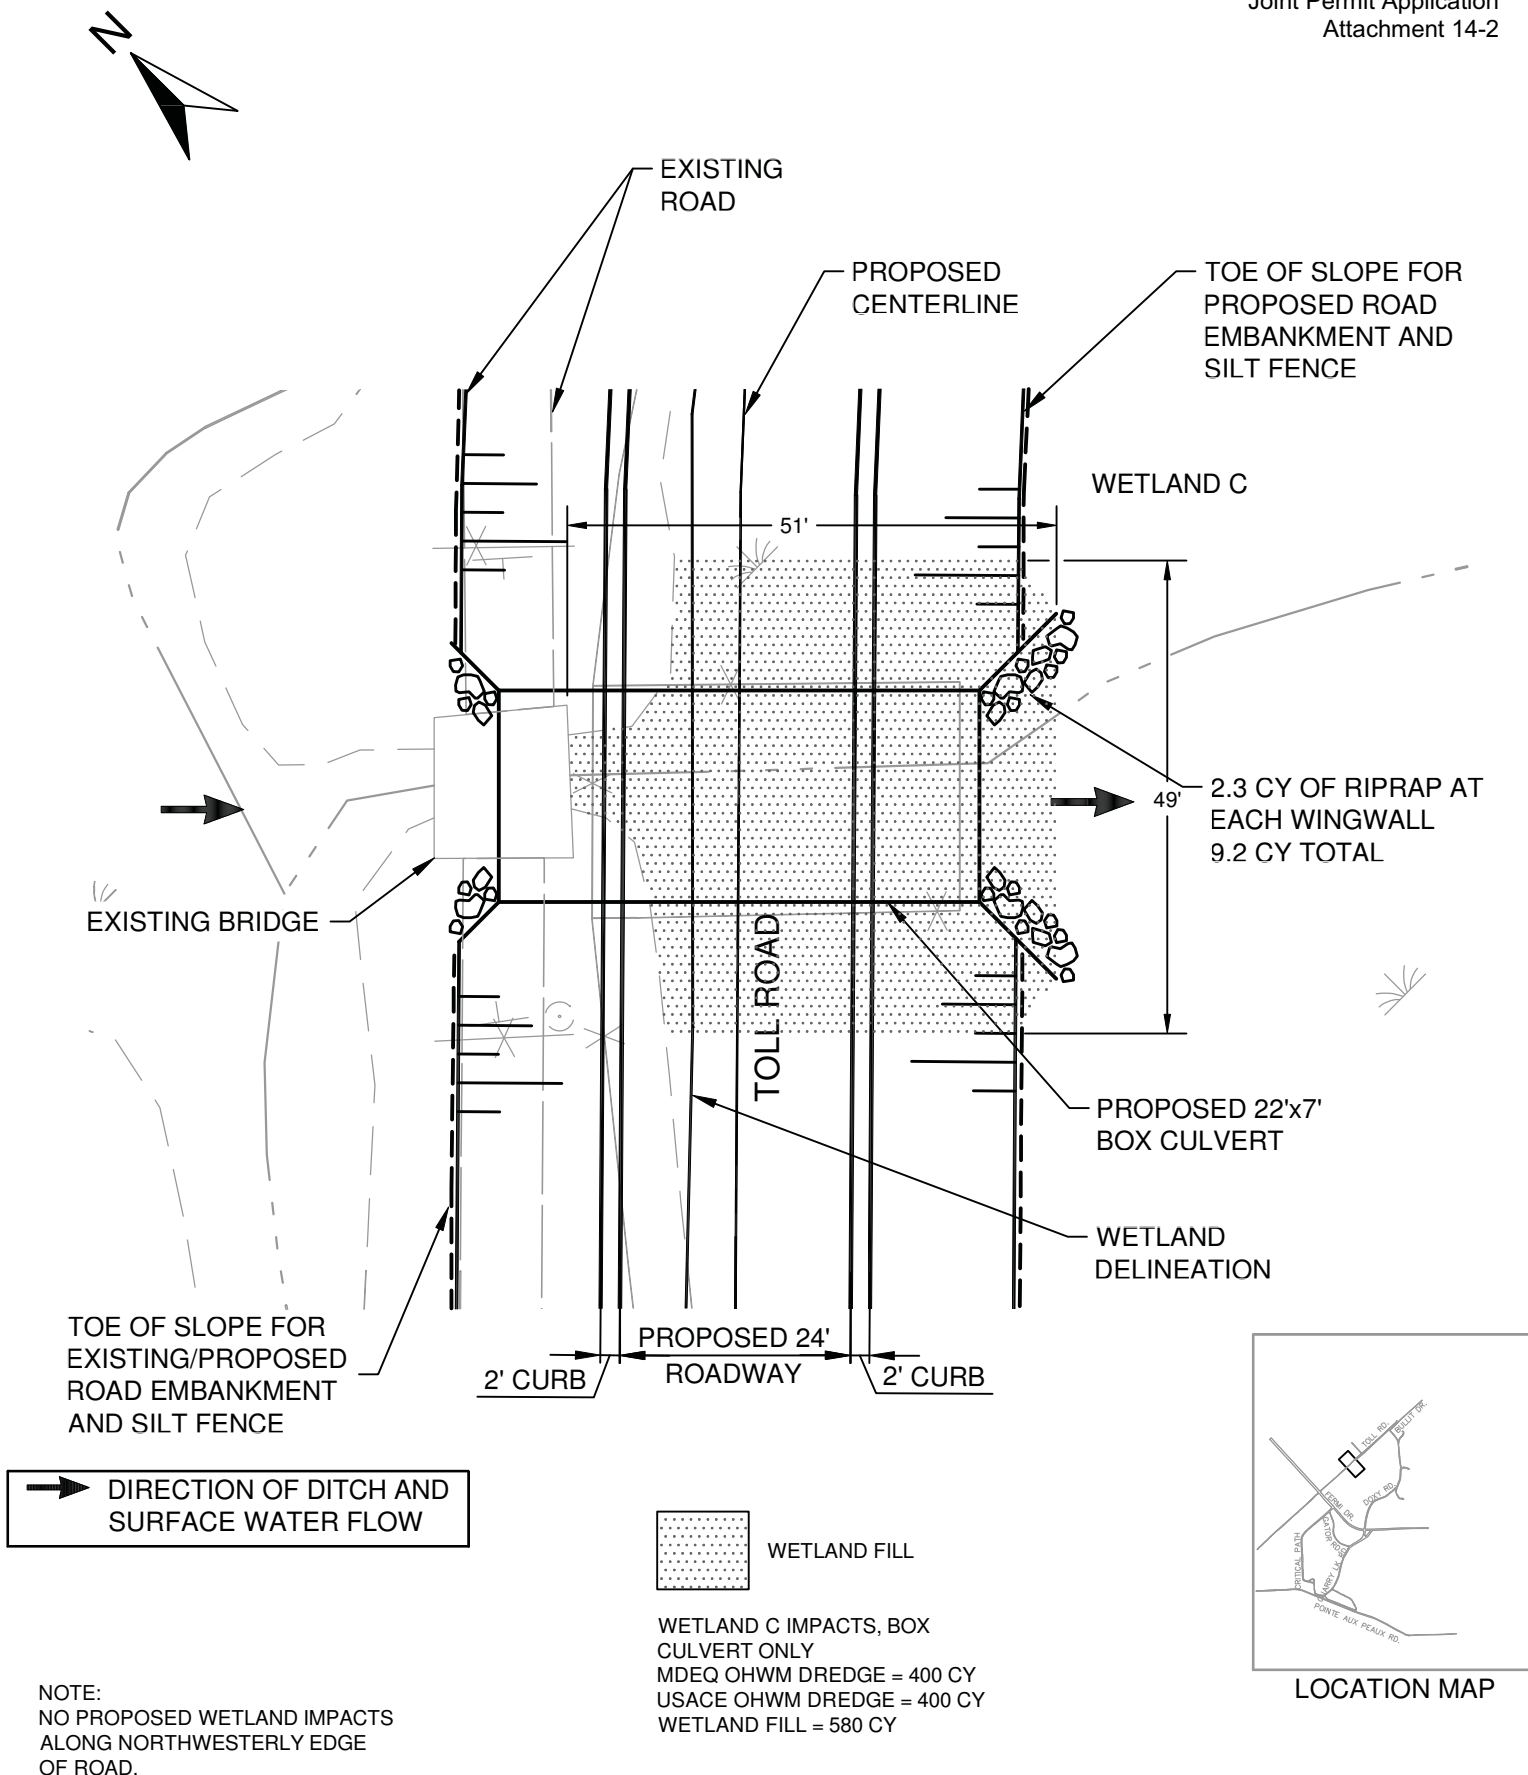 Joint Permit Application
Attachment 14-2
N
EXISTING
ROAD
PROPOSED
CENTERLINE
TOE OF SLOPE FOR
PROPOSED ROAD
EMBANKMENT AND
SILT FENCE
WETLAND C
51'
49'
2.3 CY OF RIPRAP AT
EACH WINGWALL
9.2 CY TOTAL
EXISTING BRIDGE
TOLL ROAD
PROPOSED 22'x7'
BOX CULVERT
WETLAND
DELINEATION
TOE OF SLOPE FOR
EXISTING/PROPOSED
ROAD EMBANKMENT
AND SILT FENCE
PROPOSED 24'
ROADWAY
2' CURB
2' CURB
DIRECTION OF DITCH AND
SURFACE WATER FLOW
WETLAND FILL
WETLAND C IMPACTS, BOX
CULVERT ONLY
MDEQ OHWM DREDGE = 400 CY
USACE OHWM DREDGE = 400 CY
WETLAND FILL = 580 CY
NOTE:
NO PROPOSED WETLAND IMPACTS
ALONG NORTHWESTERLY EDGE
OF ROAD.
TOLL RD.
BULLIT DR.
DOXY RD.
FERMI DR.
GATOR RD.
CRITICAL PATH
QUARRY LK. RD.
POINTE AUX PEAUX RD.
LOCATION MAP